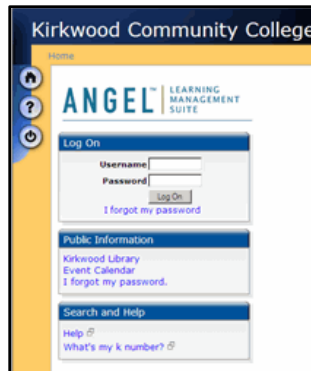 Kirkwood Community College
Home
?
ANGEL™ LEARNING
MANAGEMENT
SUITE
Log On
Username
Password
Log On
I forgot my password
Public Information
Kirkwood Library
Event Calendar
I forgot my password.
Search and Help
Help
What's my k number?